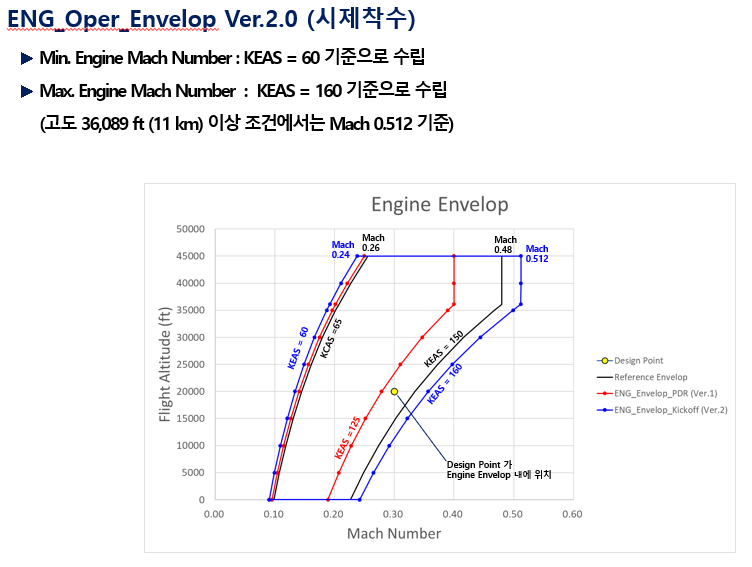 ENG_Oper_Envelop Ver.2.0 (시제착수)
▶ Min. Engine Mach Number : KEAS = 60 기준으로 수립
▶ Max. Engine Mach Number : KEAS = 160 기준으로 수립
(고도 36,089 ft (11 km) 이상 조건에서는 Mach 0.512 기준)
Engine Envelop
Flight Altitude (ft)
50000
45000
40000
35000
30000
25000
20000
15000
10000
5000
0
Mach
0.24
Mach
0.26
Mach
0.48
Mach
0.512
KEAS = 60
KCAS =65
KEAS = 150
KEAS = 160
KEAS =125
Design Point 가
Engine Envelop 내에 위치
Design Point
Reference Envelop
ENG_Envelop_PDR (Ver.1)
ENG_Envelop_Kickoff (Ver.2)
0.00 0.10 0.20 0.30 0.40 0.50 0.60
Mach Number